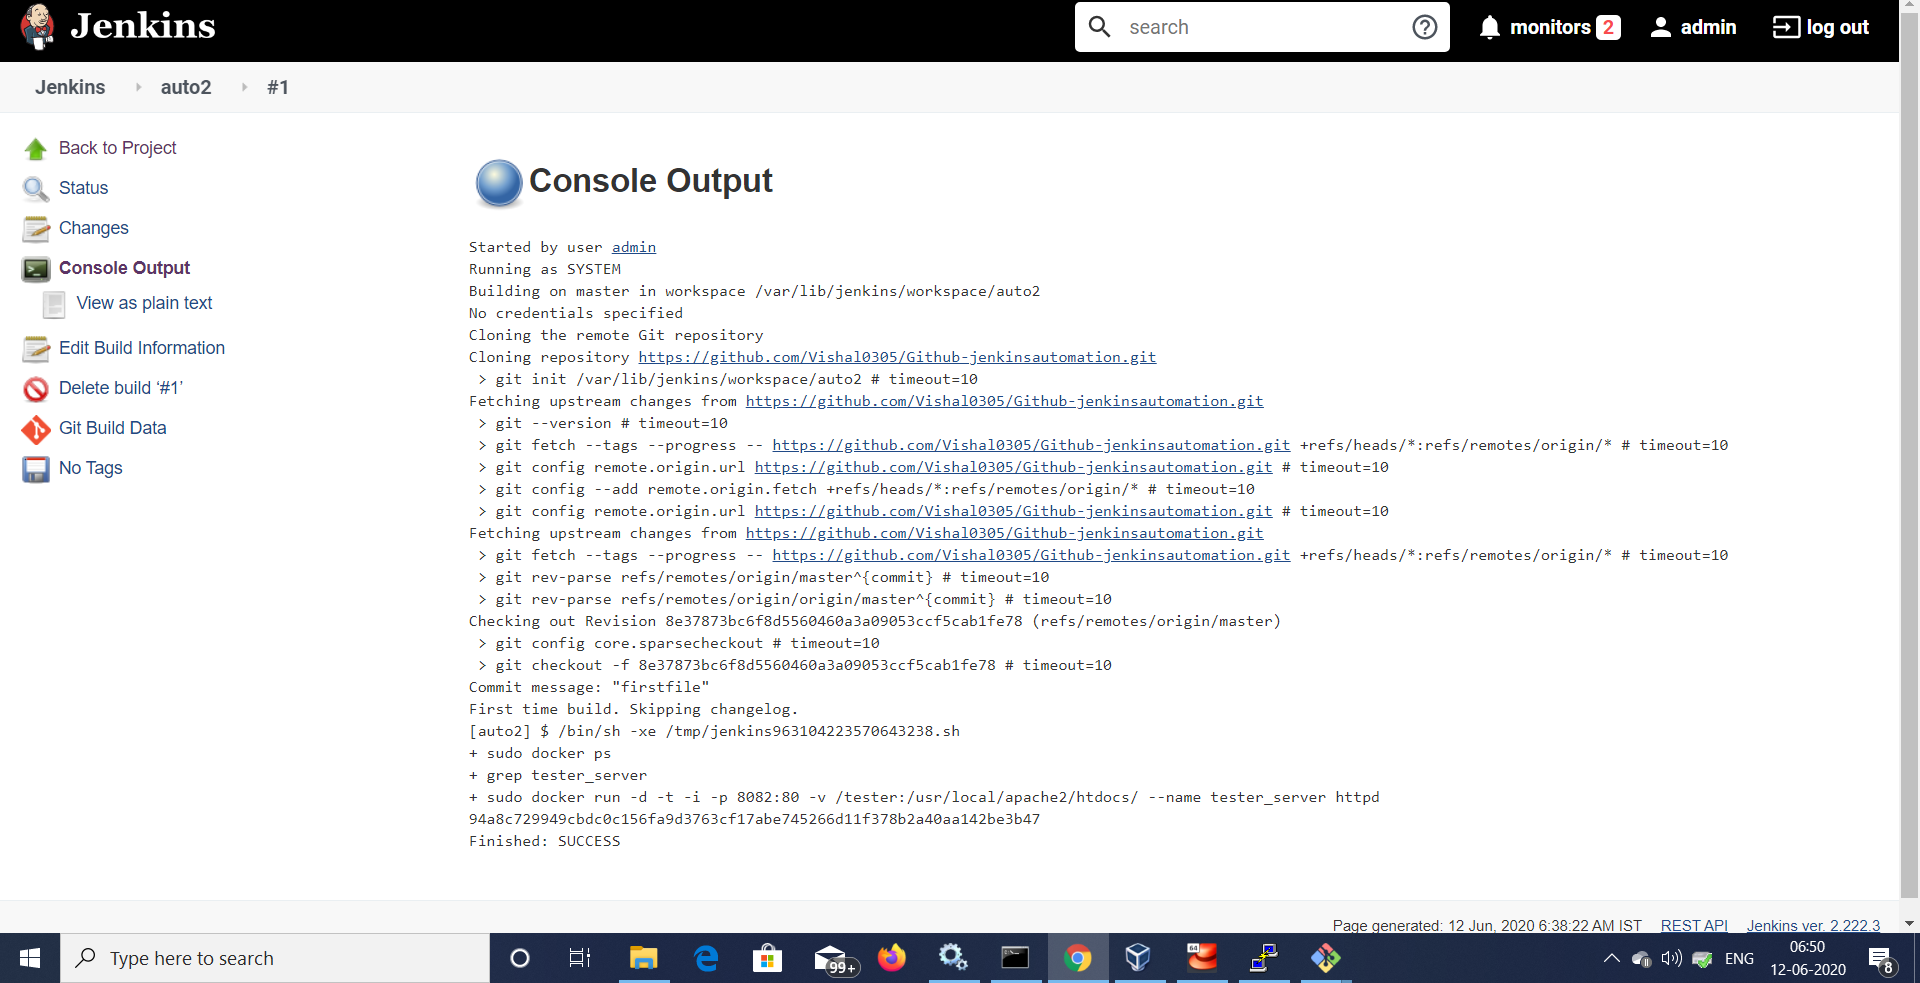 Jenkins
search
monitors 2
admin
log out
Jenkins
auto2
#1
Back to Project
Status
Changes
Console Output
View as plain text
Edit Build Information
Delete build ‘#1’
Git Build Data
No Tags
Console Output
Started by user admin
Running as SYSTEM
Building on master in workspace /var/lib/jenkins/workspace/auto2
No credentials specified
Cloning the remote Git repository
Cloning repository https://github.com/Vishal0305/Github-jenkinsautomation.git
> git init /var/lib/jenkins/workspace/auto2 # timeout=10
Fetching upstream changes from https://github.com/Vishal0305/Github-jenkinsautomation.git
> git --version # timeout=10
> git fetch --tags --progress -- https://github.com/Vishal0305/Github-jenkinsautomation.git +refs/heads/*:refs/remotes/origin/* # timeout=10
> git config remote.origin.url https://github.com/Vishal0305/Github-jenkinsautomation.git # timeout=10
> git config --add remote.origin.fetch +refs/heads/*:refs/remotes/origin/* # timeout=10
> git config remote.origin.url https://github.com/Vishal0305/Github-jenkinsautomation.git # timeout=10
Fetching upstream changes from https://github.com/Vishal0305/Github-jenkinsautomation.git
> git fetch --tags --progress -- https://github.com/Vishal0305/Github-jenkinsautomation.git +refs/heads/*:refs/remotes/origin/* # timeout=10
> git rev-parse refs/remotes/origin/master^{commit} # timeout=10
> git rev-parse refs/remotes/origin/origin/master^{commit} # timeout=10
Checking out Revision 8e37873bc6f8d5560460a3a09053ccf5cab1fe78 (refs/remotes/origin/master)
> git config core.sparsecheckout # timeout=10
> git checkout -f 8e37873bc6f8d5560460a3a09053ccf5cab1fe78 # timeout=10
Commit message: "firstfile"
First time build. Skipping changelog.
[auto2] $ /bin/sh -xe /tmp/jenkins963104223570643238.sh
+ sudo docker ps
+ grep tester_server
+ sudo docker run -d -t -i -p 8082:80 -v /tester:/usr/local/apache2/htdocs/ --name tester_server httpd
94a8c729949cbdc0c156fa9d3763cf17abe745266d11f378b2a40aa142be3b47
Finished: SUCCESS
Page generated: 12 Jun, 2020 6:38:22 AM IST
REST API
Jenkins ver. 2.222.3
Type here to search
99+
64
ENG
06:50
12-06-2020
8